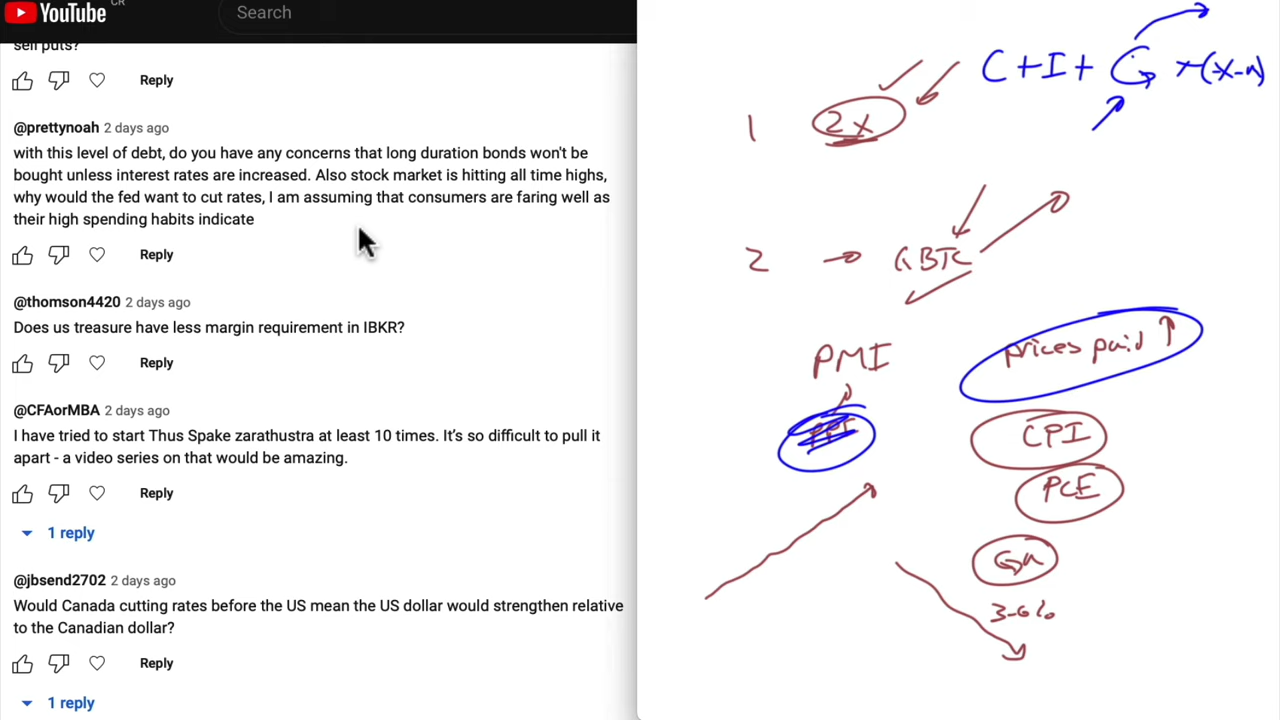 YouTube CR
Search
sell puts?
Reply
@prettynoah 2 days ago
with this level of debt, do you have any concerns that long duration bonds won't be
bought unless interest rates are increased. Also stock market is hitting all time highs,
why would the fed want to cut rates, I am assuming that consumers are faring well as
their high spending habits indicate
Reply
@thomson4420 2 days ago
Does us treasure have less margin requirement in IBKR?
Reply
@CFAorMBA 2 days ago
I have tried to start Thus Spake zarathustra at least 10 times. It's so difficult to pull it
apart - a video series on that would be amazing.
Reply
1 reply
@jbsend2702 2 days ago
Would Canada cutting rates before the US mean the US dollar would strengthen relative
to the Canadian dollar?
Reply
1 reply
C+I+G+(x-m)
1 2x
2 → GBTC
PMI prices paid ↑
CPI
PCE
3-6%